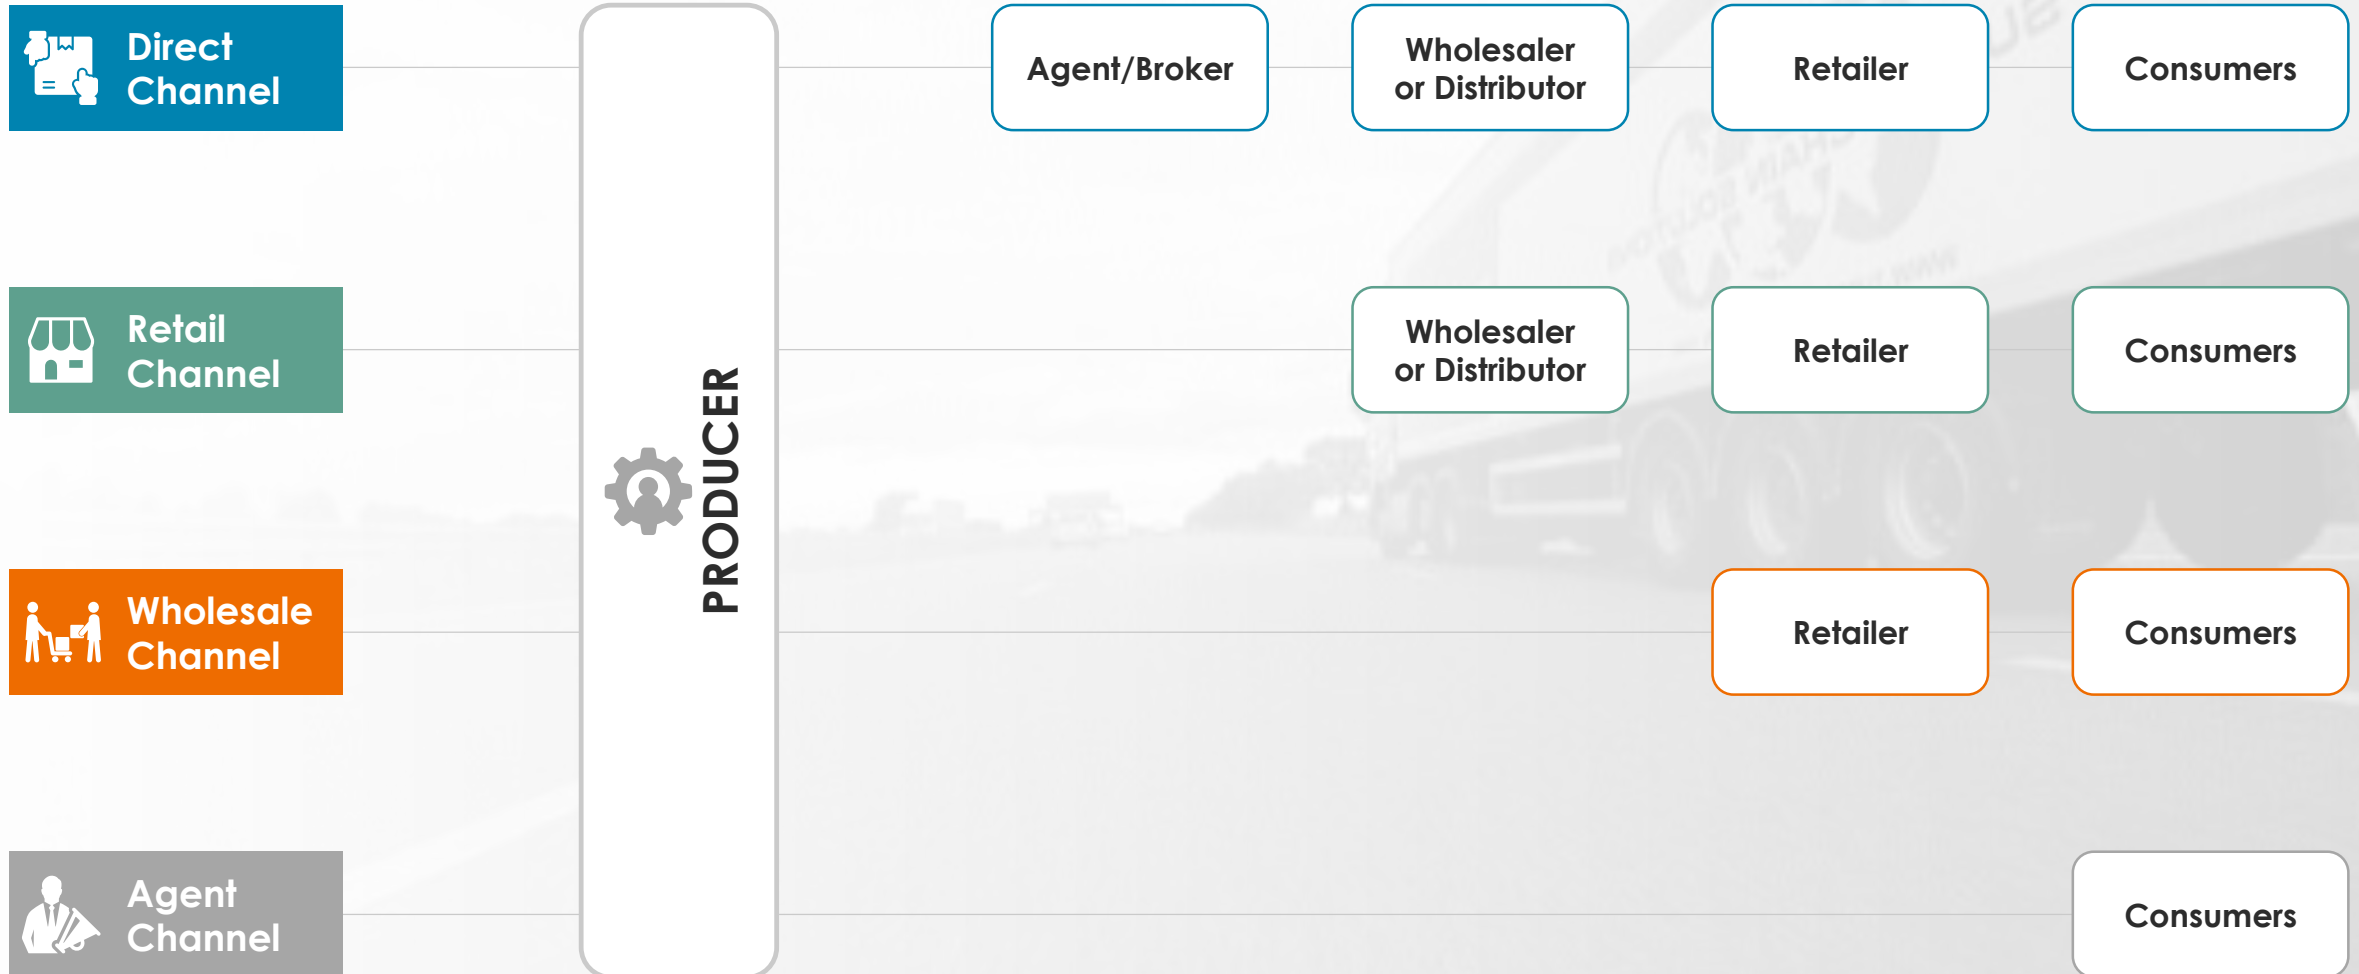 Direct
Channel
Agent/Broker
Wholesaler
or Distributor
Retailer
Consumers
Retail
Channel
Wholesaler
or Distributor
Retailer
Consumers
PRODUCER
Wholesale
Channel
Retailer
Consumers
Agent
Channel
Consumers